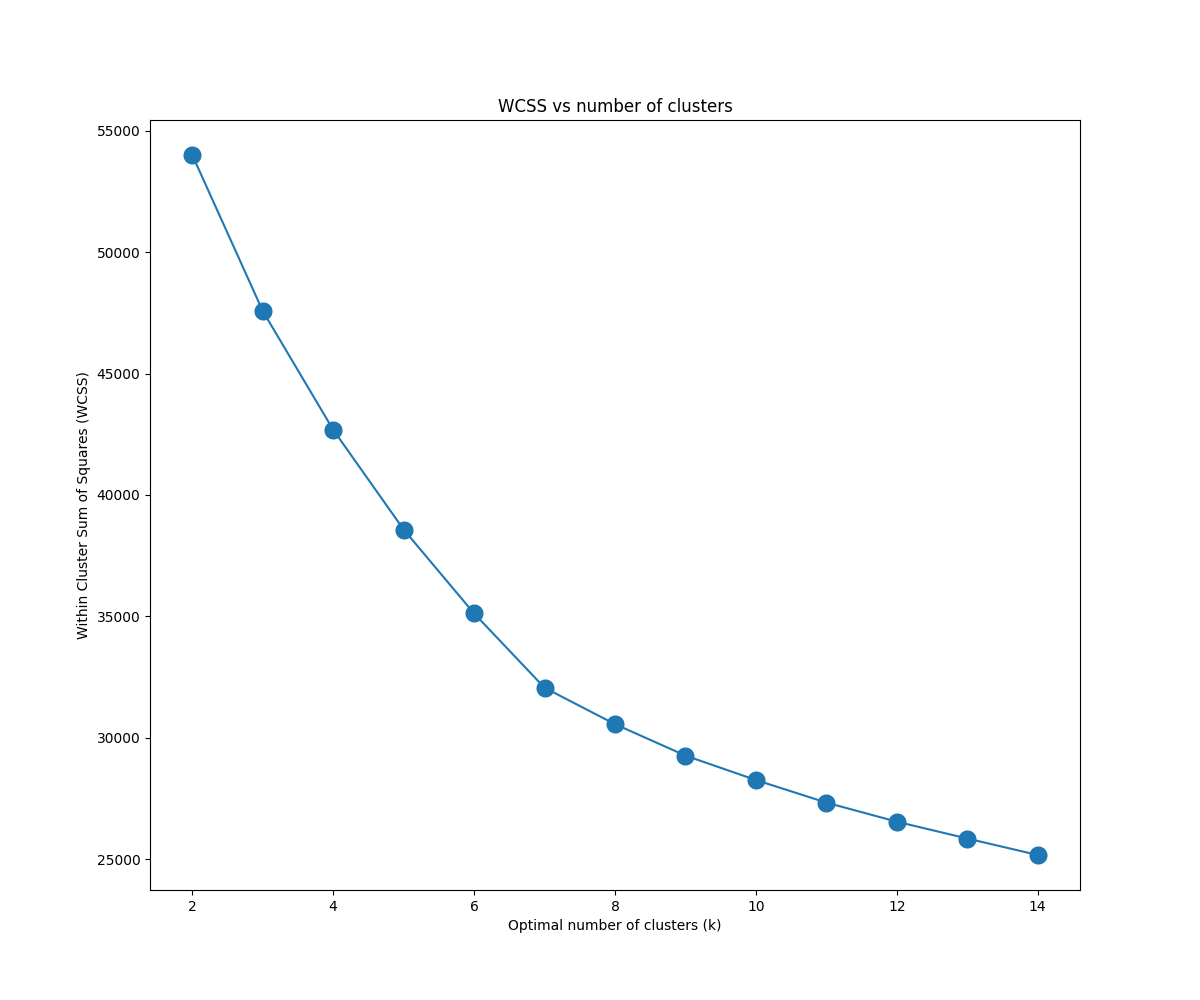 WCSS vs number of clusters
Within Cluster Sum of Squares (WCSS)
55000
50000
45000
40000
35000
30000
25000
2 4 6 8 10 12 14
Optimal number of clusters (k)